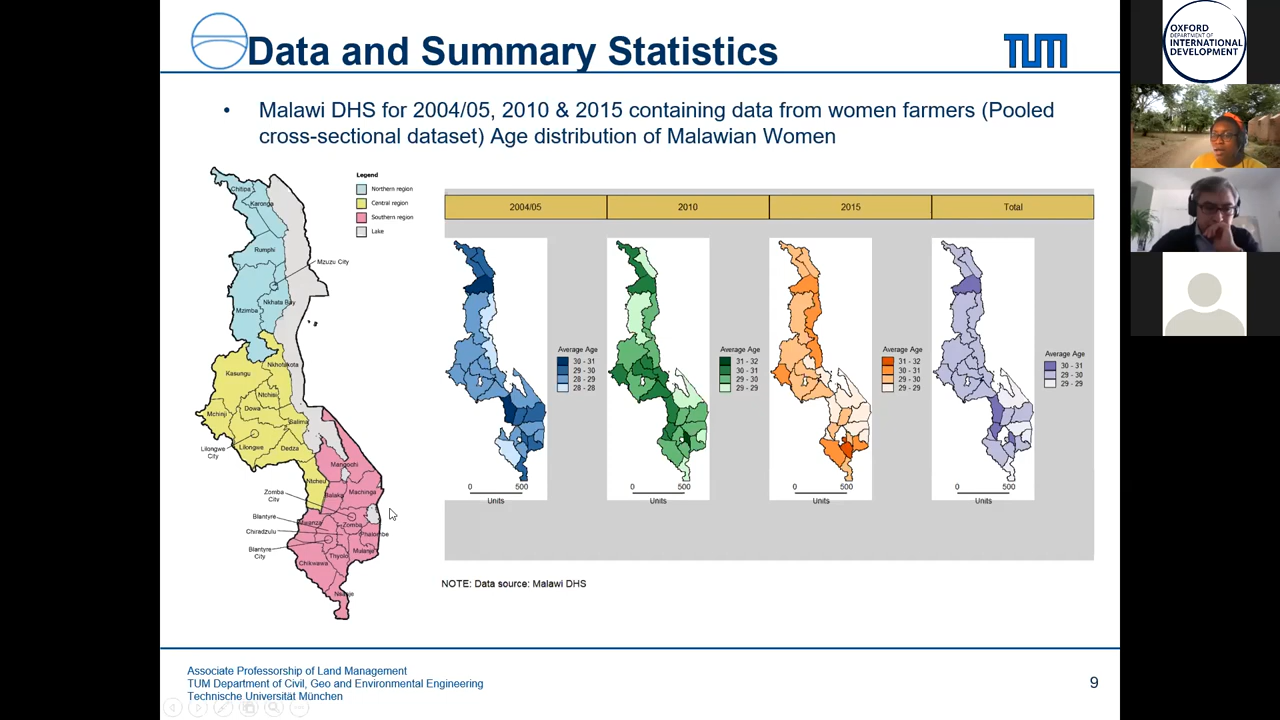 Data and Summary Statistics
TUM
• Malawi DHS for 2004/05, 2010 & 2015 containing data from women farmers (Pooled
cross-sectional dataset) Age distribution of Malawian Women
Legend
Northern region
Central region
Southern region
Lake
Chitipa
Karonga
Rumphi
Mzuzu City
Nkhata Bay
Mzimba
Nkhotakota
Kasungu
Ntchisi
Dowa
Mchinji
Salima
Lilongwe
City
Lilongwe
Dedza
Mangochi
Ntcheu
Zomba
City
Balaka
Machinga
Blantyre
Mwanza
Zomba
Chiradzulu
Phalombe
Blantyre
City
Mulanje
Thyolo
Chikwawa
Nsanje
2004/05
2010
2015
Total
Average Age
30 - 31
29 - 30
28 - 29
28 - 28
0 500
Units
Average Age
31 - 32
30 - 31
29 - 30
29 - 29
0 500
Units
Average Age
31 - 32
30 - 31
29 - 30
29 - 29
0 500
Units
Average Age
30 - 31
29 - 30
29 - 29
0 500
Units
NOTE: Data source: Malawi DHS
Associate Professorship of Land Management
TUM Department of Civil, Geo and Environmental Engineering
Technische Universität München
9
OXFORD
DEPARTMENT OF
INTERNATIONAL
DEVELOPMENT